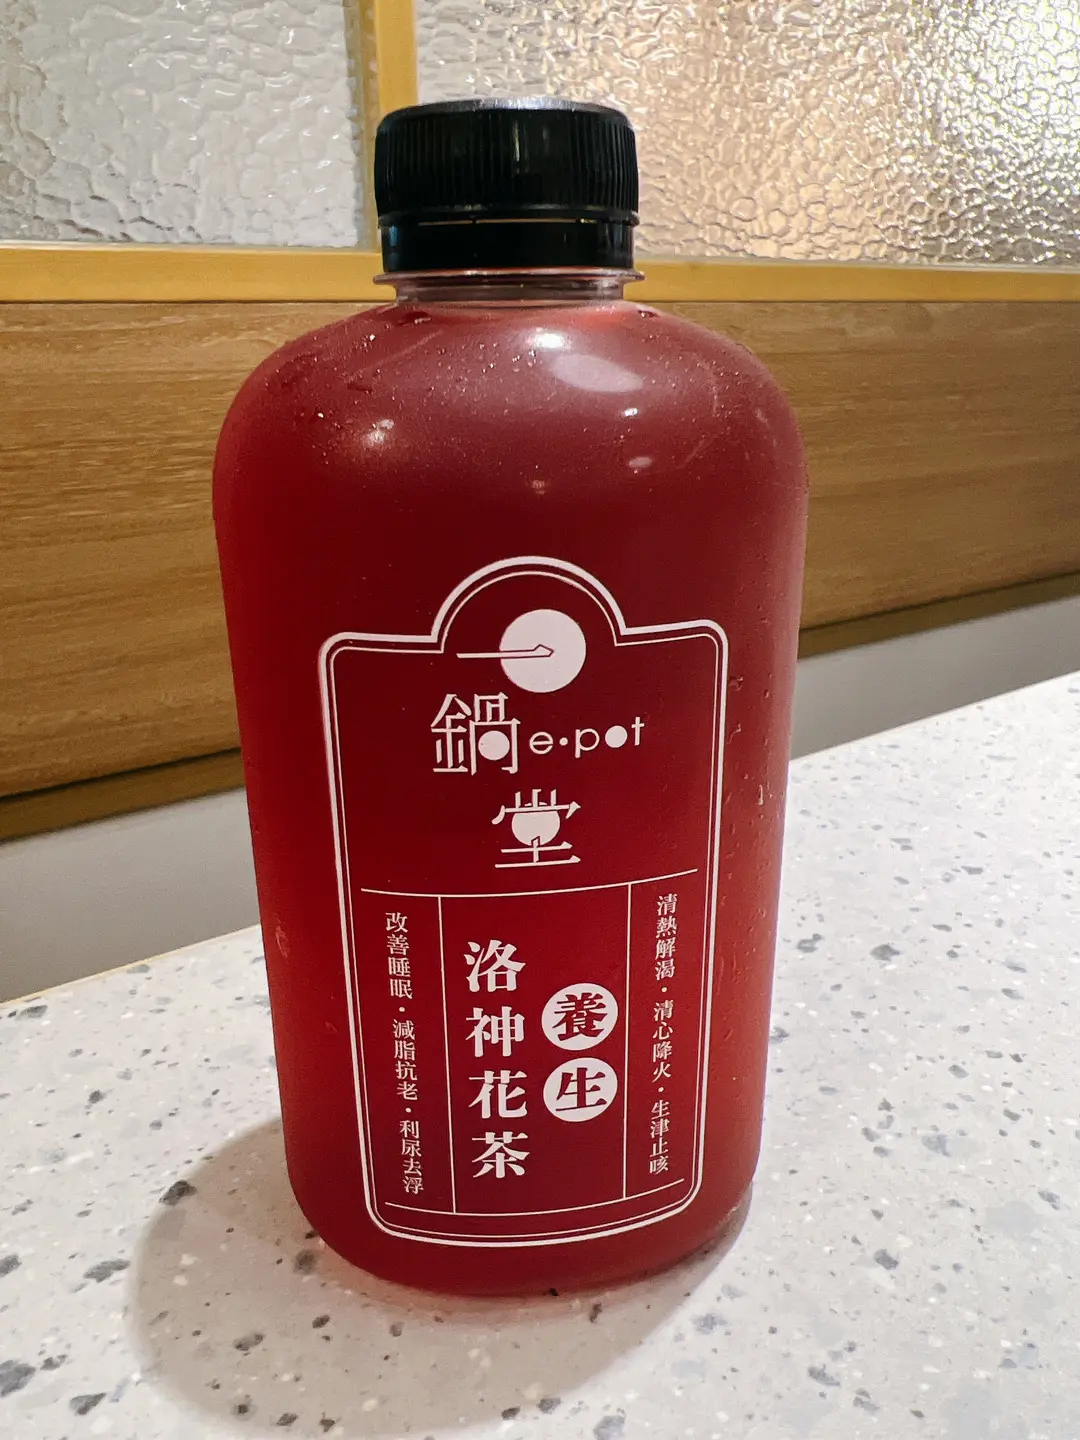 鍋e·pot
堂
清熱解渴·清心降火·生津止咳
養生
洛神花茶
改善睡眠·減脂抗老·利尿去浮